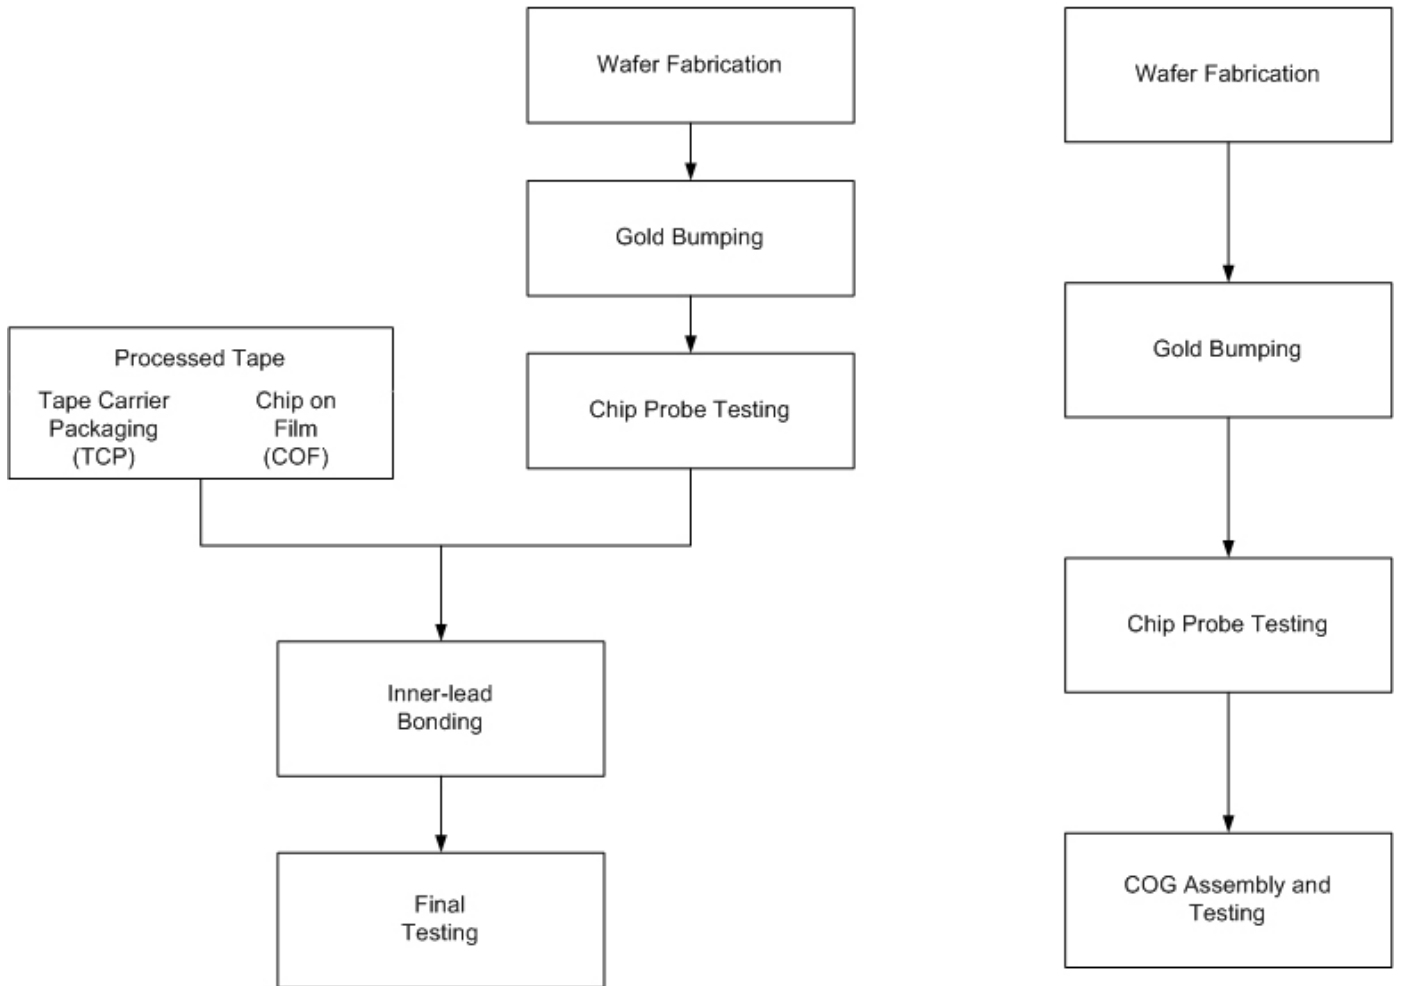 Wafer Fabrication
Gold Bumping
Processed Tape
Tape Carrier
Packaging
(TCP)
Chip on
Film
(COF)
Chip Probe Testing
Inner-lead
Bonding
Final
Testing
Wafer Fabrication
Gold Bumping
Chip Probe Testing
COG Assembly and
Testing